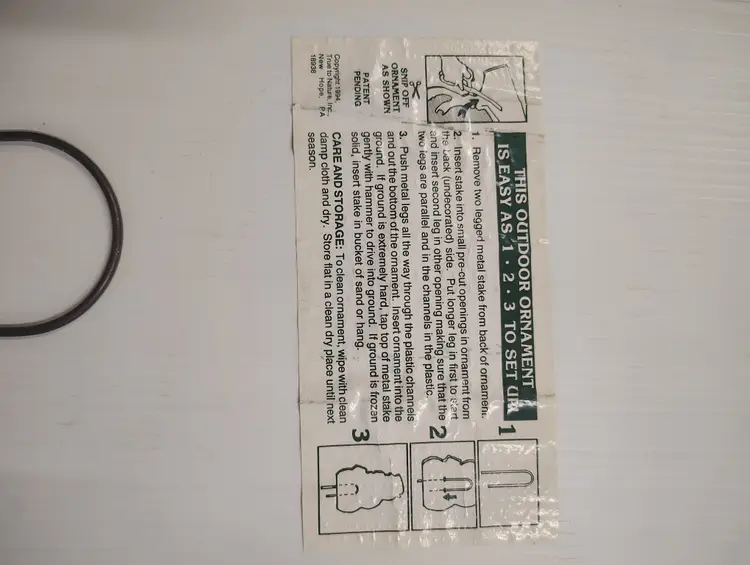 THIS OUTDOOR ORNAMENT
IS EASY AS 1 • 2 • 3 TO SET UP
1. Remove two legged metal stake from back of ornament.
2. Insert stake into small pre-cut openings in ornament from
the back (undecorated) side. Put longer leg in first to start
and insert second leg in other opening making sure that the
two legs are parallel and in the channels in the plastic.
3. Push metal legs all the way through the plastic channels
and out the bottom of the ornament. Insert ornament into the
ground. If ground is extremely hard, tap top of metal stake
gently with hammer to drive into ground. If ground is frozen
solid, insert stake in bucket of sand or hang.
CARE AND STORAGE: To clean ornament, wipe with clean
damp cloth and dry. Store flat in a clean dry place until next
season.
SNIP OFF
ORNAMENT
AS SHOWN
PATENT
PENDING
Copyright 1994,
True to Nature, Inc.,
New Hope, PA
18938
1
2
3